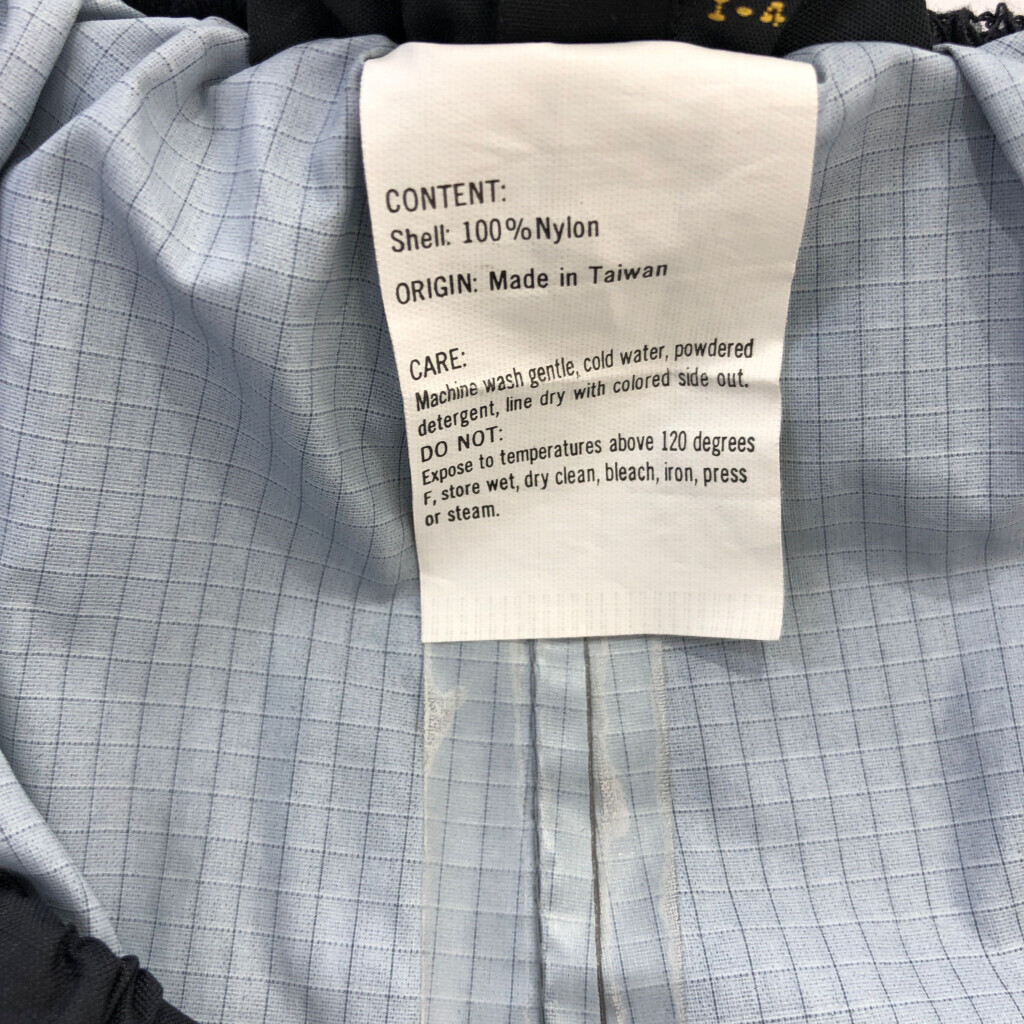 CONTENT:
Shell: 100%Nylon
ORIGIN: Made in Taiwan
CARE:
Machine wash gentle, cold water, powdered
detergent, line dry with colored side out.
DO NOT:
Expose to temperatures above 120 degrees
F, store wet, dry clean, bleach, iron, press
or steam.